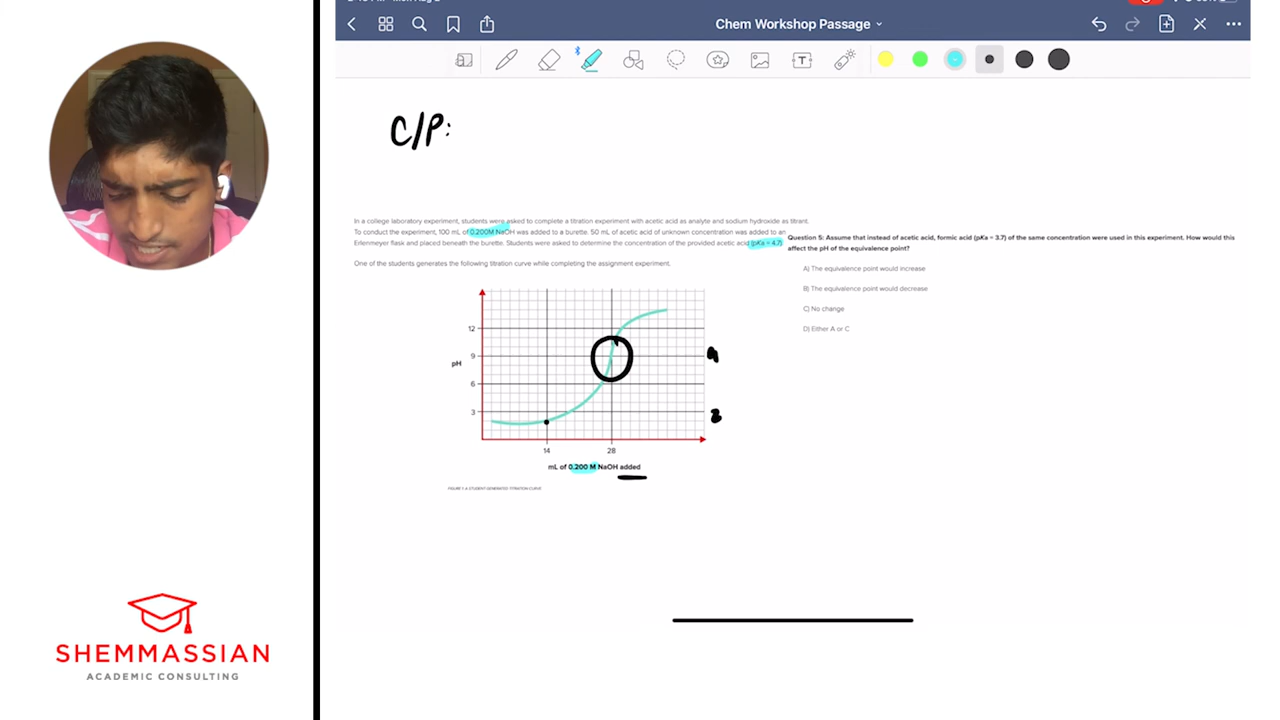 Chem Workshop Passage
C/P:
In a college laboratory experiment, students were asked to complete a titration experiment with acetic acid as analyte and sodium hydroxide as titrant.
To conduct the experiment, 100 mL of 0.200M NaOH was added to a burette. 50 mL of acetic acid of unknown concentration was added to an
Erlenmeyer flask and placed beneath the burette. Students were asked to determine the concentration of the provided acetic acid (pKa = 4.7)
One of the students generates the following titration curve while completing the assignment experiment.
12
9
pH
6
3
14
28
mL of 0.200 M NaOH added
FIGURE 1. A STUDENT-GENERATED TITRATION CURVE
Question 5: Assume that instead of acetic acid, formic acid (pKa = 3.7) of the same concentration were used in this experiment. How would this
affect the pH of the equivalence point?
A) The equivalence point would increase
B) The equivalence point would decrease
C) No change
D) Either A or C
SHEMMASSIAN
ACADEMIC CONSULTING